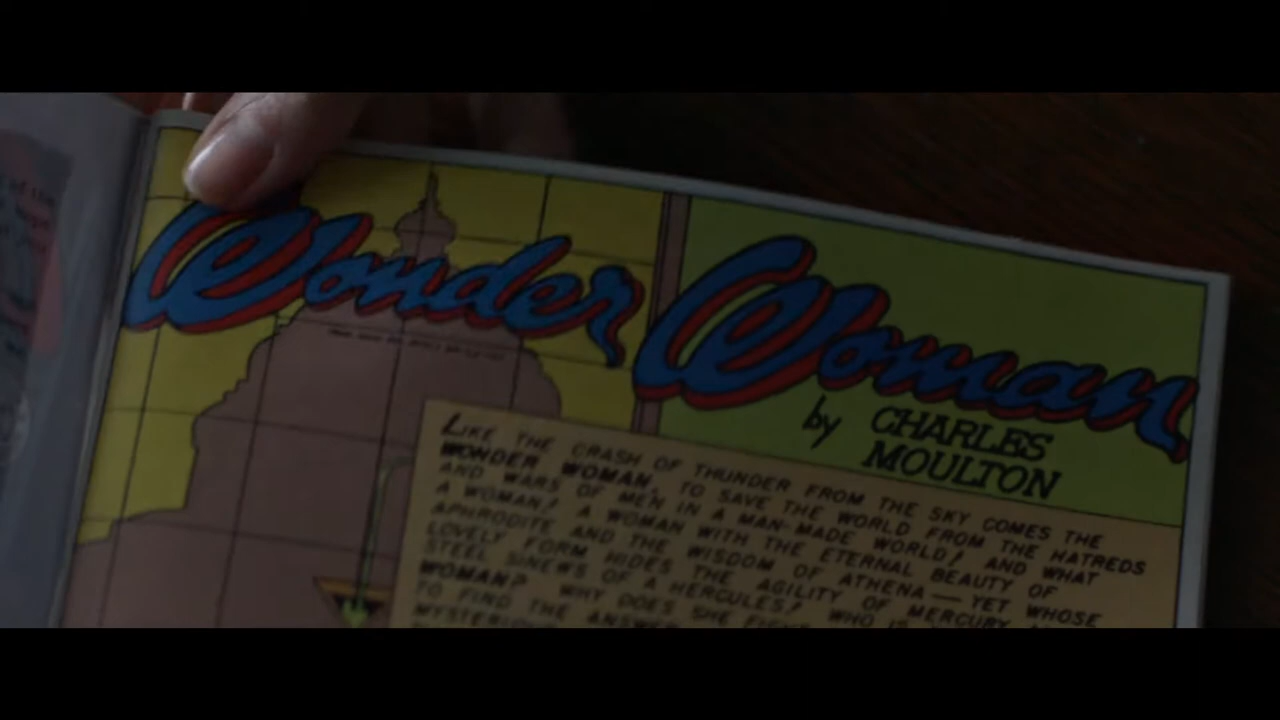 Wonder Woman
by CHARLES
MOULTON
LIKE THE CRASH OF THUNDER FROM THE SKY COMES THE
WONDER WOMAN, TO SAVE THE WORLD FROM THE HATREDS
AND WARS OF MEN IN A MAN-MADE WORLD! AND WHAT
A WOMAN! A WOMAN WITH THE ETERNAL BEAUTY OF
APHRODITE AND THE WISDOM OF ATHENA — YET WHOSE
LOVELY FORM HIDES THE AGILITY OF MERCURY
STEEL SINEWS OF A HERCULES! WHO IS
WOMAN? WHY DOES SHE
TO FIND THE ANSWER